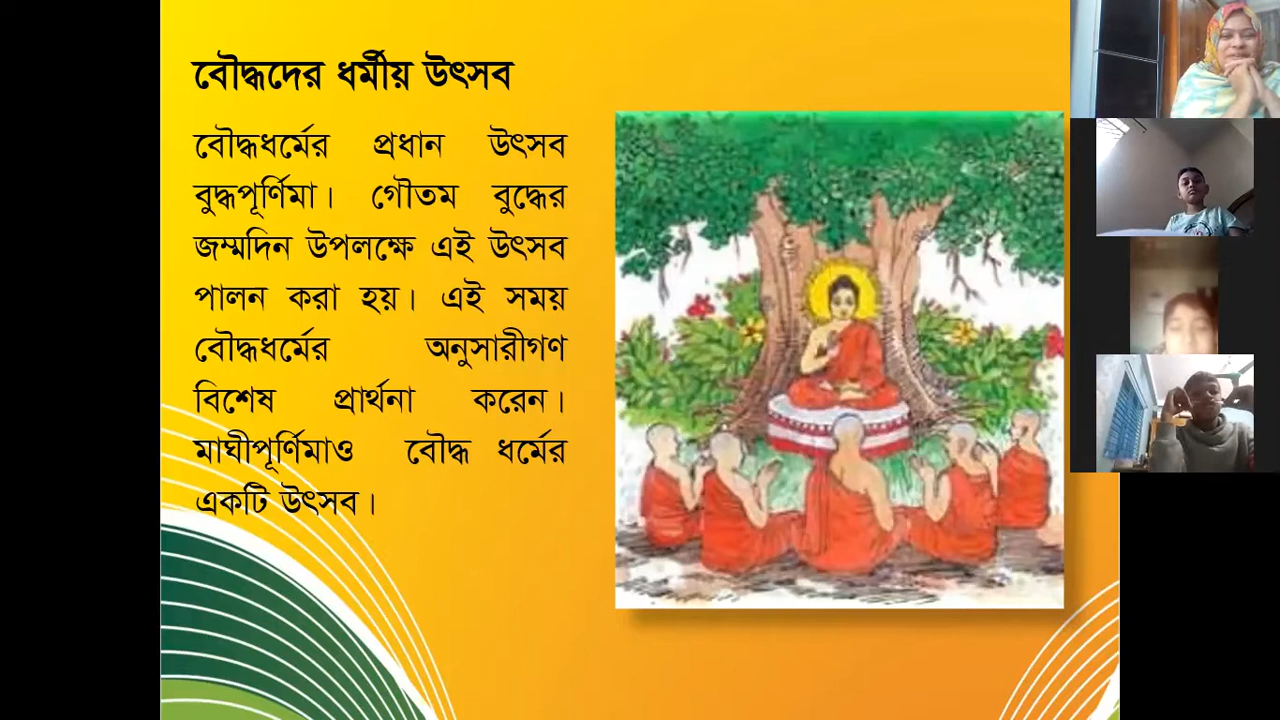 বৌদ্ধদের ধর্মীয় উৎসব
বৌদ্ধধর্মের প্রধান উৎসব
বুদ্ধপূর্ণিমা। গৌতম বুদ্ধের
জম্মদিন উপলক্ষে এই উৎসব
পালন করা হয়। এই সময়
বৌদ্ধধর্মের অনুসারীগণ
বিশেষ প্রার্থনা করেন।
মাঘীপূর্ণিমাও বৌদ্ধ ধর্মের
একটি উৎসব।